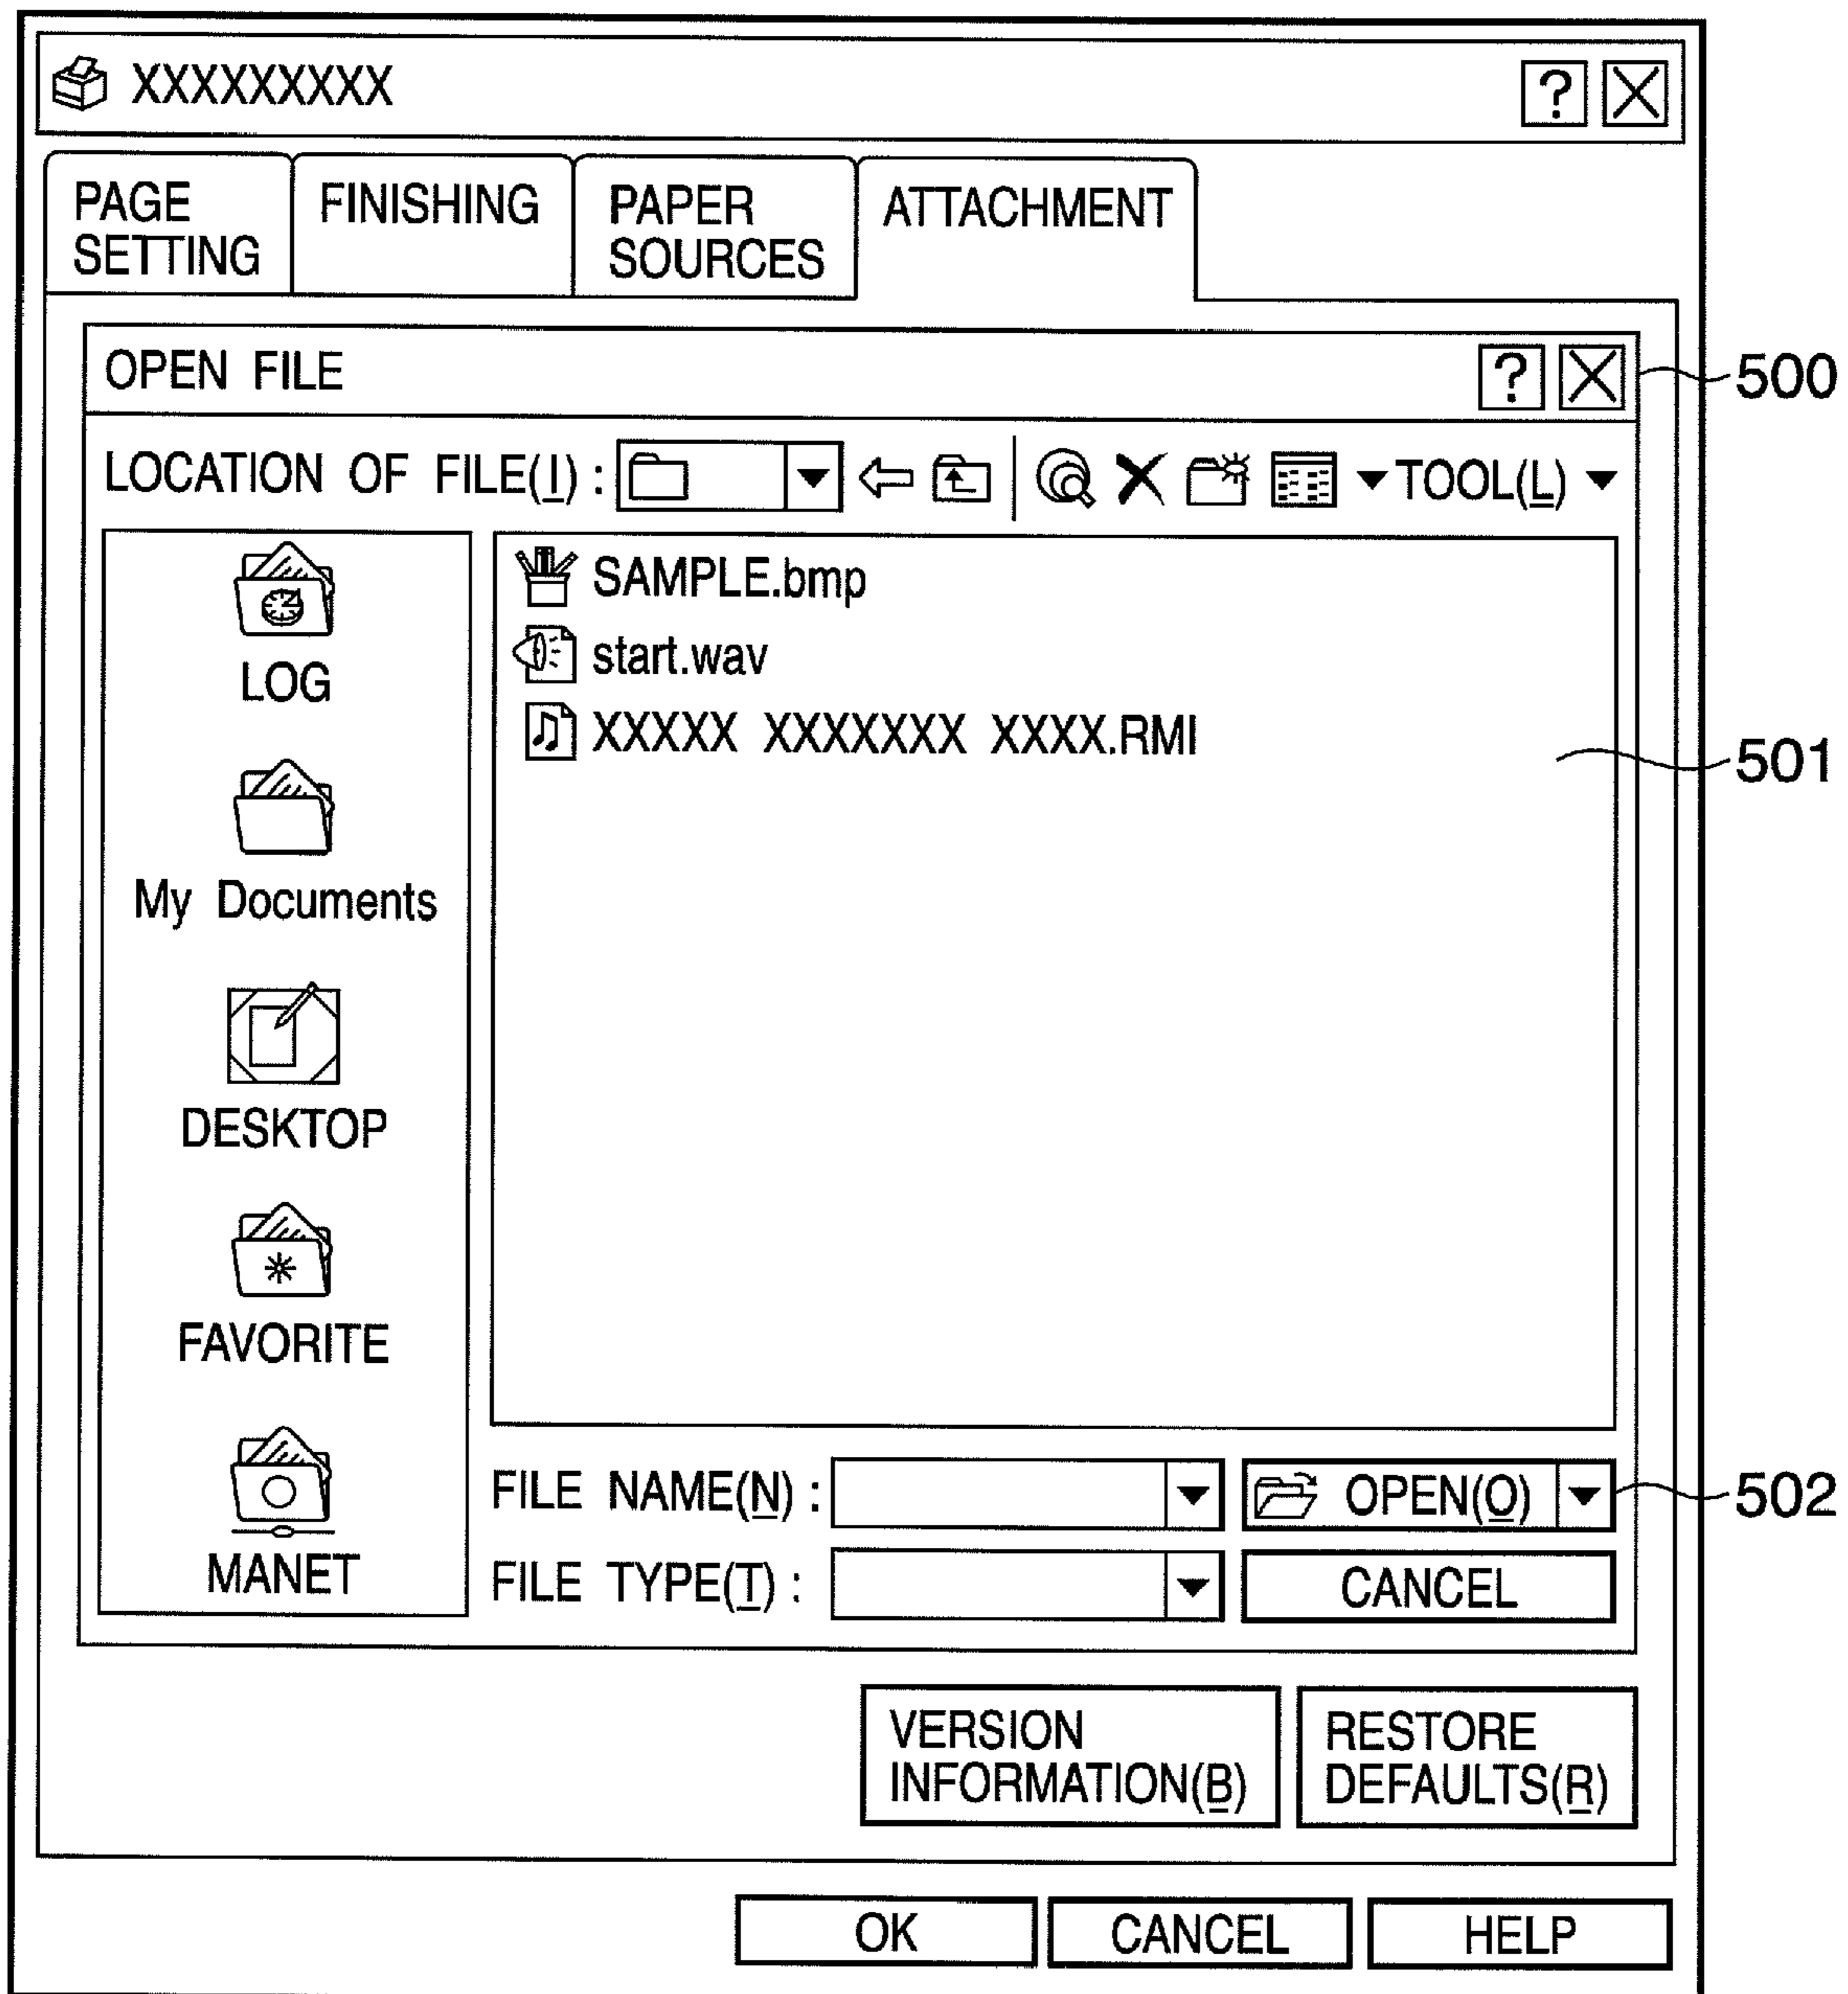 XXXXXXXXX ?
PAGE SETTING
FINISHING
PAPER SOURCES
ATTACHMENT
OPEN FILE ?
500
LOCATION OF FILE(I) :
TOOL(L)
LOG
My Documents
DESKTOP
FAVORITE
MANET
SAMPLE.bmp
start.wav
XXXXX XXXXXXX XXXX.RMI
501
FILE NAME(N) :
OPEN(O)
502
FILE TYPE(T) :
CANCEL
VERSION
INFORMATION(B)
RESTORE
DEFAULTS(R)
OK
CANCEL
HELP